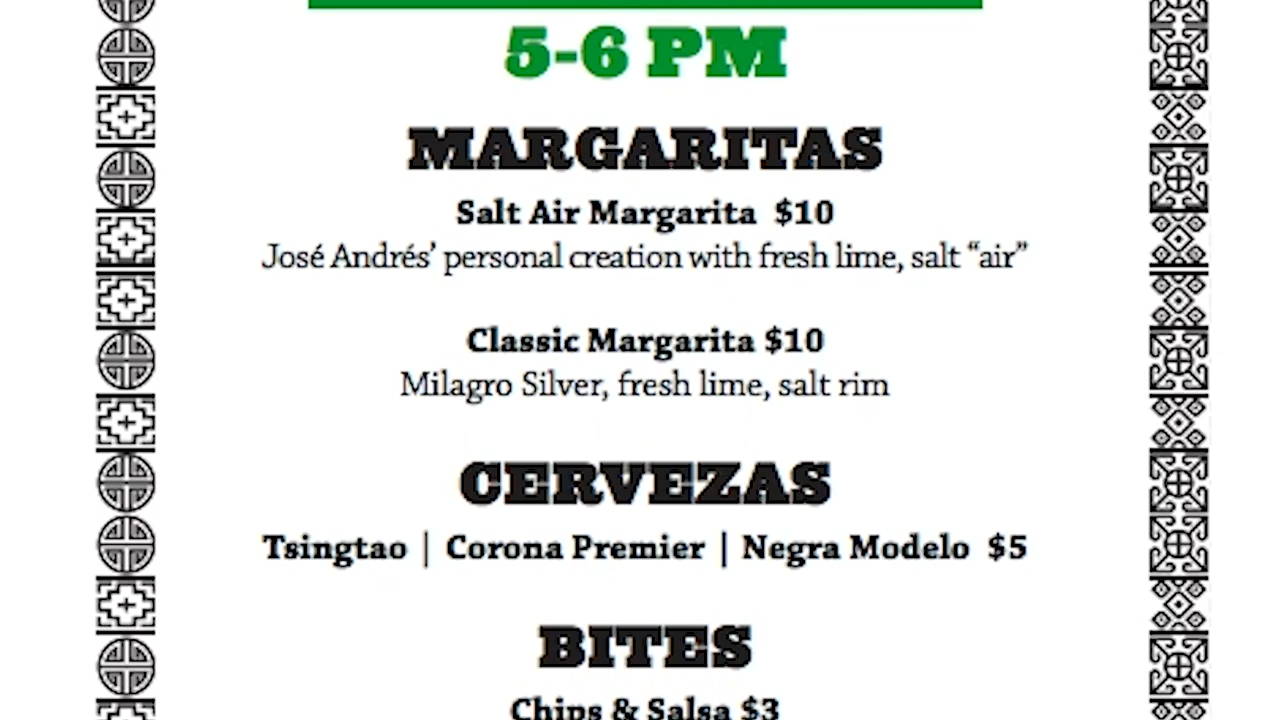 5-6 PM
MARGARITAS
Salt Air Margarita $10
José Andrés’ personal creation with fresh lime, salt “air”
Classic Margarita $10
Milagro Silver, fresh lime, salt rim
CERVEZAS
Tsingtao | Corona Premier | Negra Modelo $5
BITES
Chips & Salsa $3